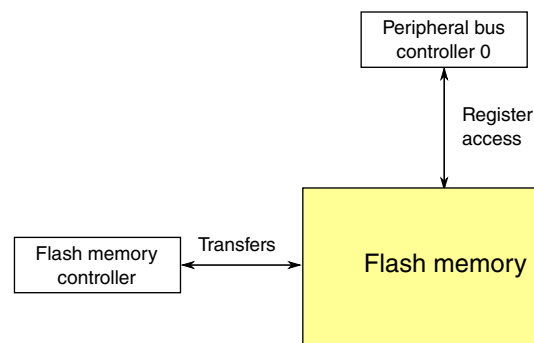 Peripheral bus
controller 0
Register
access
Flash memory
controller
Transfers
Flash memory